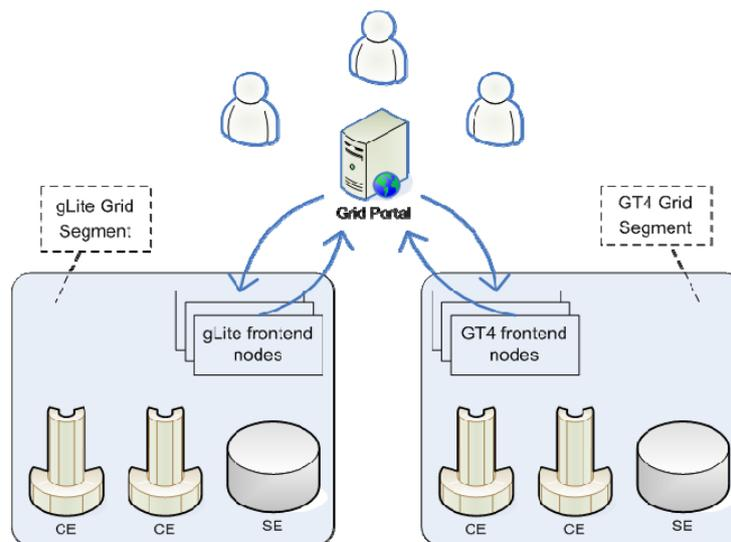 Grid Portal
gLite Grid
Segment
GT4 Grid
Segment
gLite frontend
nodes
GT4 frontend
nodes
CE
CE
SE
CE
CE
SE